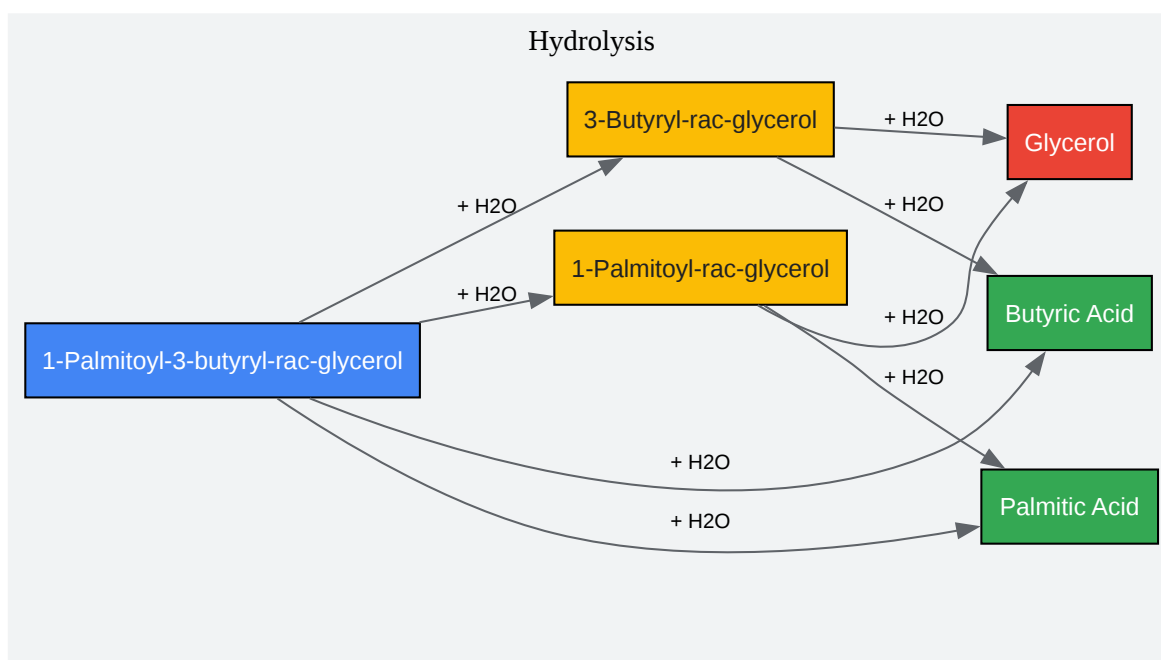 Hydrolysis
3-Butyryl-rac-glycerol
+ H2O
Glycerol
+ H2O
+ H2O
1-Palmitoyl-rac-glycerol
+ H2O
Butyric Acid
+ H2O
1-Palmitoyl-3-butyryl-rac-glycerol
+ H2O
+ H2O
Palmitic Acid
+ H2O